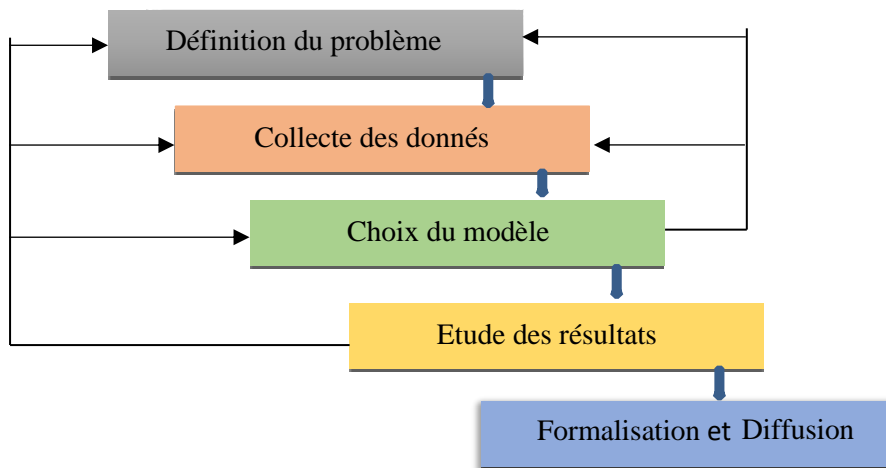 Définition du problème
Collecte des donnés
Choix du modèle
Etude des résultats
Formalisation et Diffusion